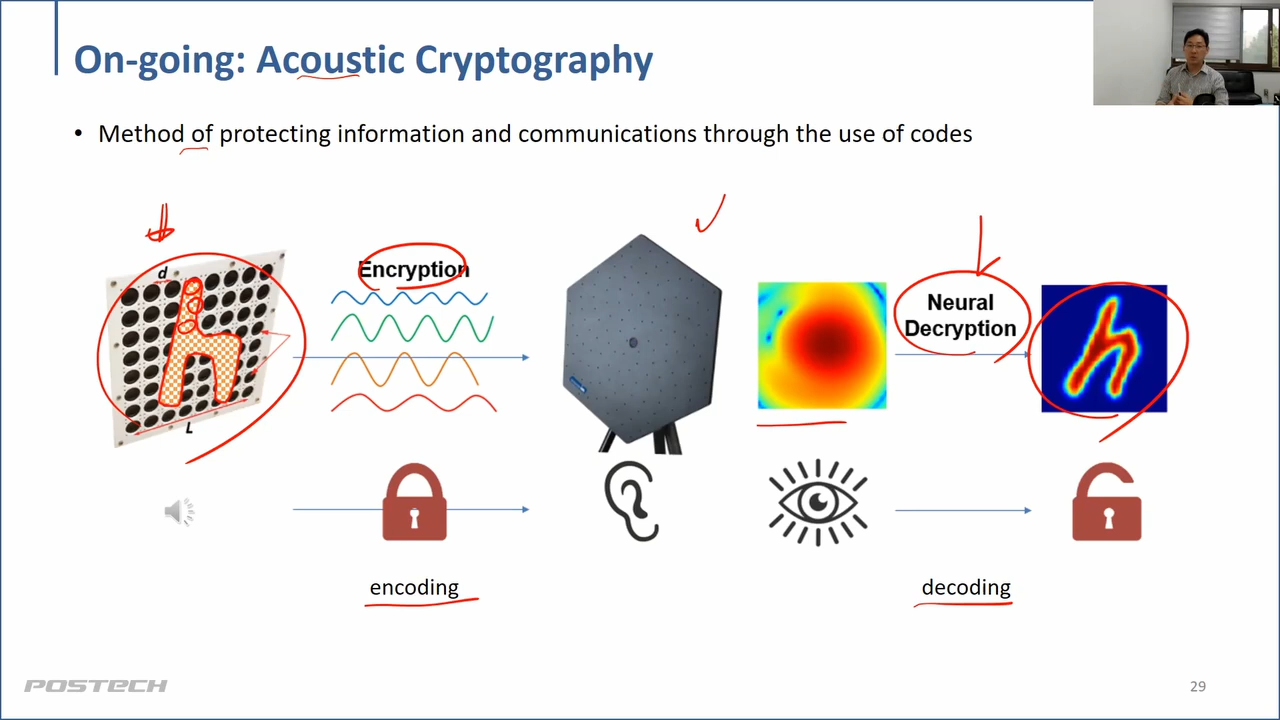 On-going: Acoustic Cryptography
• Method of protecting information and communications through the use of codes
d
L
Encryption
Neural
Decryption
encoding
decoding
POSTECH
29